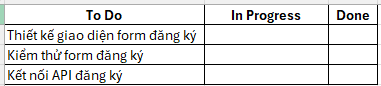 To Do In Progress Done
Thiết kế giao diện form đăng ký
Kiểm thử form đăng ký
Kết nối API đăng ký